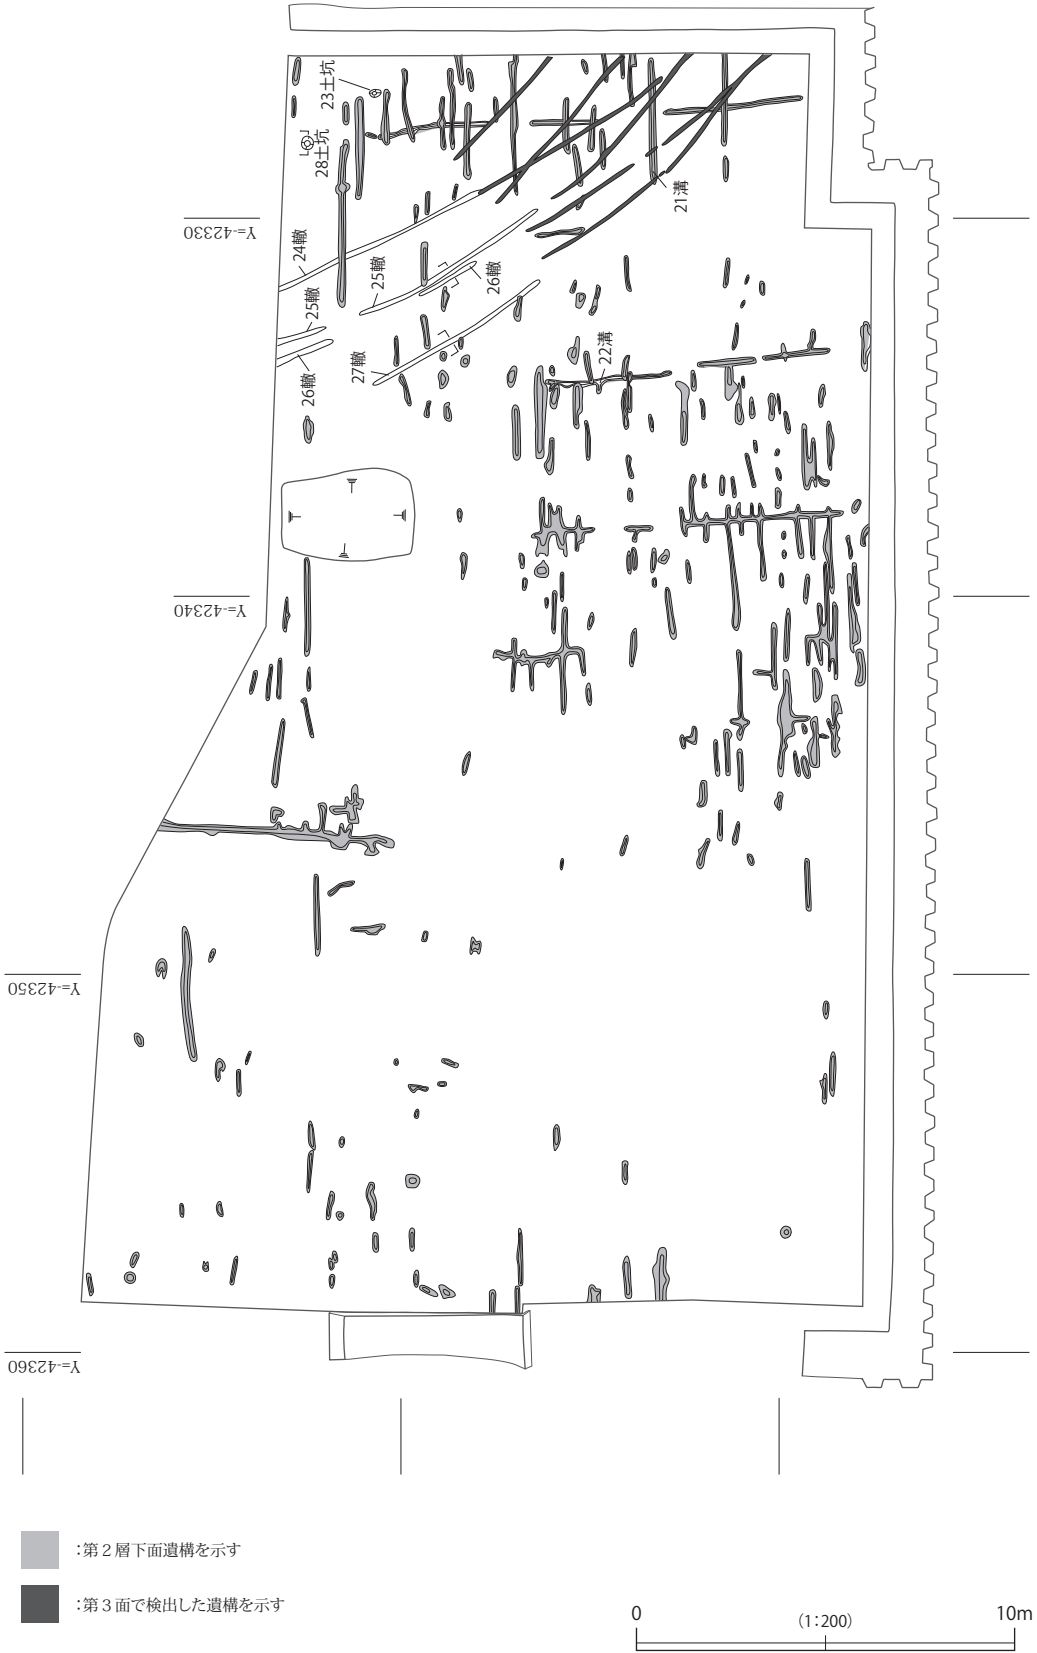 23土坑
28土坑
21溝
Y=-42330
24轍
25轍
26轍
25轍
27轍
22溝
26轍
Y=-42340
Y=-42350
Y=-42360
:第2層下面遺構を示す
:第3面で検出した遺構を示す
0
(1:200)
10m